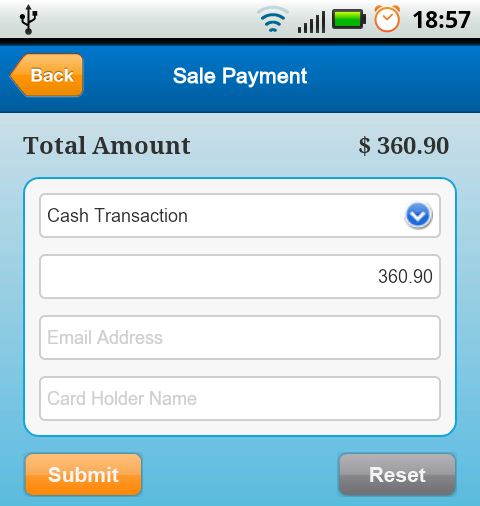 18:57
Back
Sale Payment
Total Amount $ 360.90
Cash Transaction
360.90
Email Address
Card Holder Name
Submit Reset